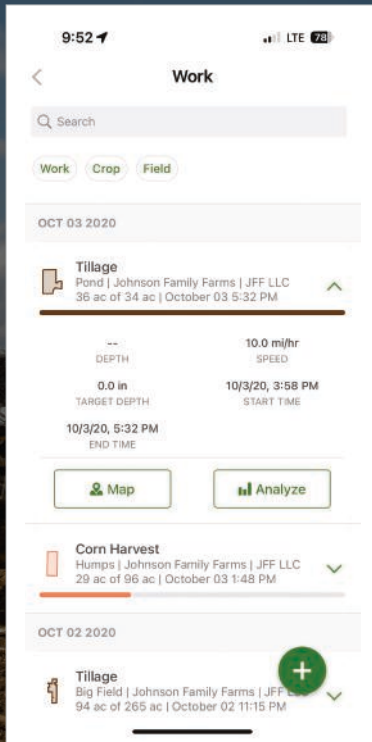 9:52
LTE 78
Work
Search
Work Crop Field
OCT 03 2020
Tillage
Pond | Johnson Family Farms | JFF LLC
36 ac of 34 ac | October 03 5:32 PM
-- 10.0 mi/hr
DEPTH SPEED
0.0 in 10/3/20, 3:58 PM
TARGET DEPTH START TIME
10/3/20, 5:32 PM
END TIME
Map Analyze
Corn Harvest
Humps | Johnson Family Farms | JFF LLC
29 ac of 96 ac | October 03 1:48 PM
OCT 02 2020
Tillage
Big Field | Johnson Family Farms | JFF
94 ac of 265 ac | October 02 11:15 PM